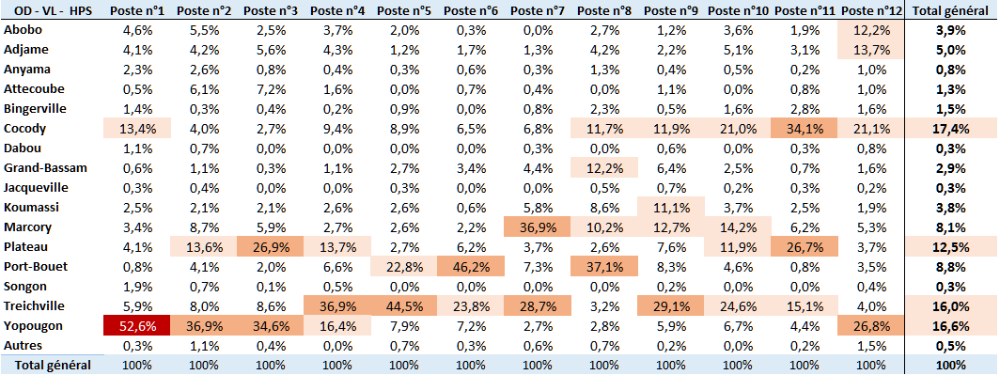 OD - VL - HPS Poste n°1 Poste n°2 Poste n°3 Poste n°4 Poste n°5 Poste n°6 Poste n°7 Poste n°8 Poste n°9 Poste n°10 Poste n°11 Poste n°12 Total général
Abobo 4,6% 5,5% 2,5% 3,7% 2,0% 0,3% 0,0% 2,7% 1,2% 3,6% 1,9% 12,2% 3,9%
Adjame 4,1% 4,2% 5,6% 4,3% 1,2% 1,7% 1,3% 4,2% 2,2% 5,1% 3,1% 13,7% 5,0%
Anyama 2,3% 2,6% 0,8% 0,4% 0,3% 0,6% 0,3% 1,3% 0,4% 0,5% 0,2% 1,0% 0,8%
Attecoube 0,5% 6,1% 7,2% 1,6% 0,0% 0,7% 0,4% 0,0% 1,1% 0,0% 0,8% 1,0% 1,3%
Bingerville 1,4% 0,3% 0,4% 0,2% 0,9% 0,0% 0,8% 2,3% 0,5% 1,6% 2,8% 1,6% 1,5%
Cocody 13,4% 4,0% 2,7% 9,4% 8,9% 6,5% 6,8% 11,7% 11,9% 21,0% 34,1% 21,1% 17,4%
Dabou 1,1% 0,7% 0,0% 0,0% 0,0% 0,0% 0,3% 0,0% 0,6% 0,0% 0,3% 0,8% 0,3%
Grand-Bassam 0,6% 1,1% 0,3% 1,1% 2,7% 3,4% 4,4% 12,2% 6,4% 2,5% 0,7% 1,6% 2,9%
Jacqueville 0,3% 0,4% 0,0% 0,0% 0,3% 0,0% 0,0% 0,5% 0,7% 0,2% 0,3% 0,2% 0,3%
Koumassi 2,5% 2,1% 2,1% 2,6% 2,6% 0,6% 5,8% 8,6% 11,1% 3,7% 2,5% 1,9% 3,8%
Marcory 3,4% 8,7% 5,9% 2,7% 2,6% 2,2% 36,9% 10,2% 12,7% 14,2% 6,2% 5,3% 8,1%
Plateau 4,1% 13,6% 26,9% 13,7% 2,7% 6,2% 3,7% 2,6% 7,6% 11,9% 26,7% 3,7% 12,5%
Port-Bouet 0,8% 4,1% 2,0% 6,6% 22,8% 46,2% 7,3% 37,1% 8,3% 4,6% 0,8% 3,5% 8,8%
Songon 1,9% 0,7% 0,1% 0,5% 0,0% 0,0% 0,0% 0,0% 0,2% 0,0% 0,0% 0,4% 0,3%
Treichville 5,9% 8,0% 8,6% 36,9% 44,5% 23,8% 28,7% 3,2% 29,1% 24,6% 15,1% 4,0% 16,0%
Yopougon 52,6% 36,9% 34,6% 16,4% 7,9% 7,2% 2,7% 2,8% 5,9% 6,7% 4,4% 26,8% 16,6%
Autres 0,3% 1,1% 0,4% 0,0% 0,7% 0,3% 0,6% 0,7% 0,2% 0,0% 0,2% 1,5% 0,5%
Total général 100% 100% 100% 100% 100% 100% 100% 100% 100% 100% 100% 100% 100%